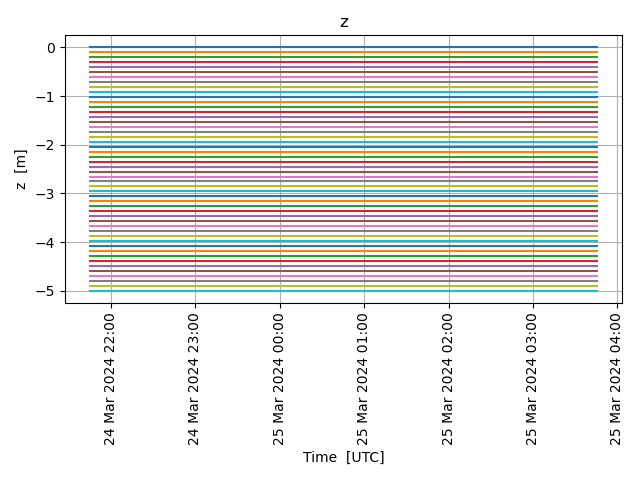 z
z  [m]
0
−1
−2
−3
−4
−5
24 Mar 2024 22:00
24 Mar 2024 23:00
25 Mar 2024 00:00
25 Mar 2024 01:00
25 Mar 2024 02:00
25 Mar 2024 03:00
25 Mar 2024 04:00
Time  [UTC]